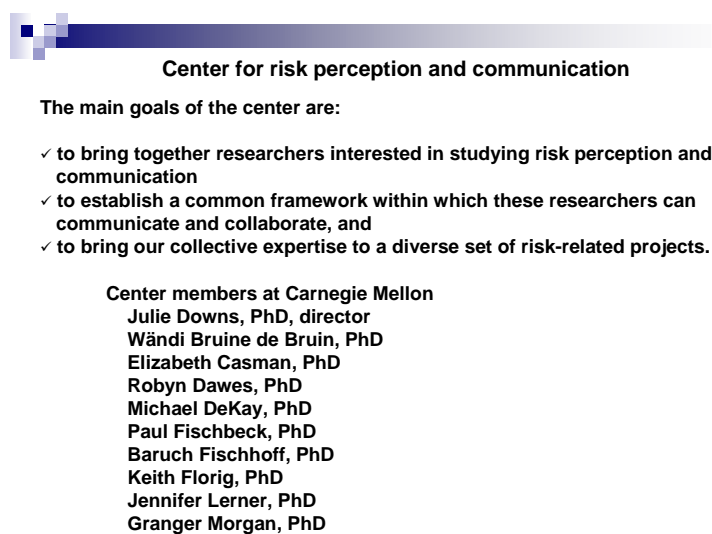 Center for risk perception and communication
The main goals of the center are:
✓ to bring together researchers interested in studying risk perception and
communication
✓ to establish a common framework within which these researchers can
communicate and collaborate, and
✓ to bring our collective expertise to a diverse set of risk-related projects.
Center members at Carnegie Mellon
Julie Downs, PhD, director
Wändi Bruine de Bruin, PhD
Elizabeth Casman, PhD
Robyn Dawes, PhD
Michael DeKay, PhD
Paul Fischbeck, PhD
Baruch Fischhoff, PhD
Keith Florig, PhD
Jennifer Lerner, PhD
Granger Morgan, PhD